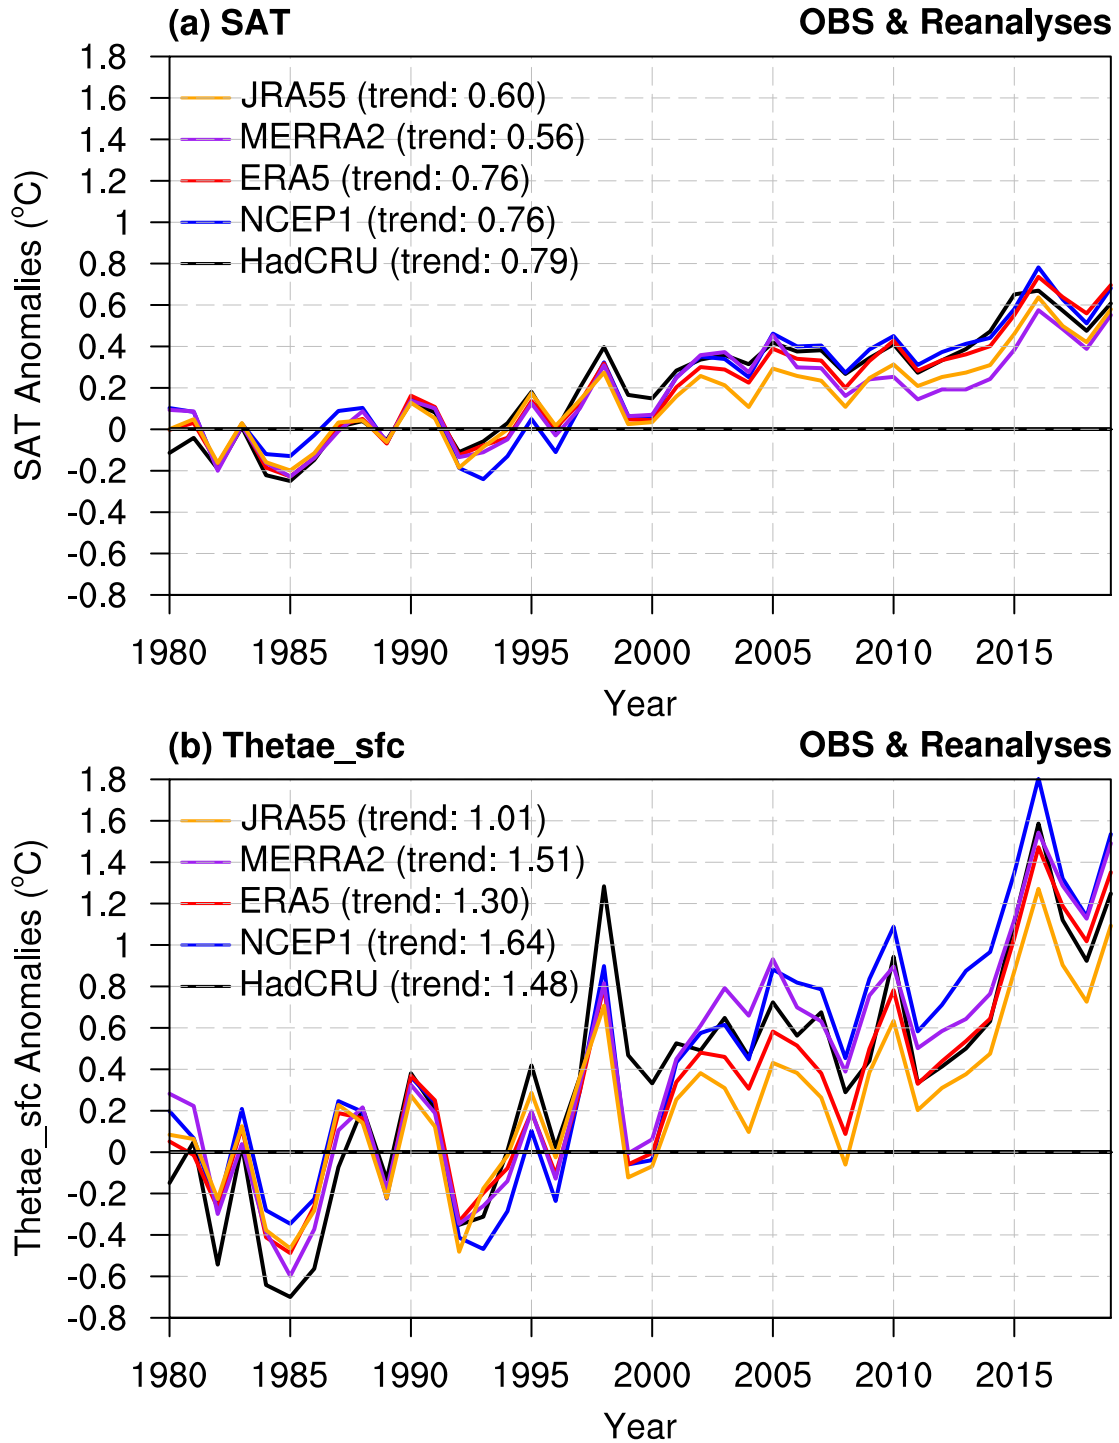 (a) SAT OBS & Reanalyses
1.8
1.6
1.4
1.2
1
0.8
0.6
0.4
0.2
0
-0.2
-0.4
-0.6
-0.8
SAT Anomalies (°C)
JRA55 (trend: 0.60)
MERRA2 (trend: 0.56)
ERA5 (trend: 0.76)
NCEP1 (trend: 0.76)
HadCRU (trend: 0.79)
1980 1985 1990 1995 2000 2005 2010 2015
Year
(b) Thetae_sfc OBS & Reanalyses
1.8
1.6
1.4
1.2
1
0.8
0.6
0.4
0.2
0
-0.2
-0.4
-0.6
-0.8
Thetae_sfc Anomalies (°C)
JRA55 (trend: 1.01)
MERRA2 (trend: 1.51)
ERA5 (trend: 1.30)
NCEP1 (trend: 1.64)
HadCRU (trend: 1.48)
1980 1985 1990 1995 2000 2005 2010 2015
Year